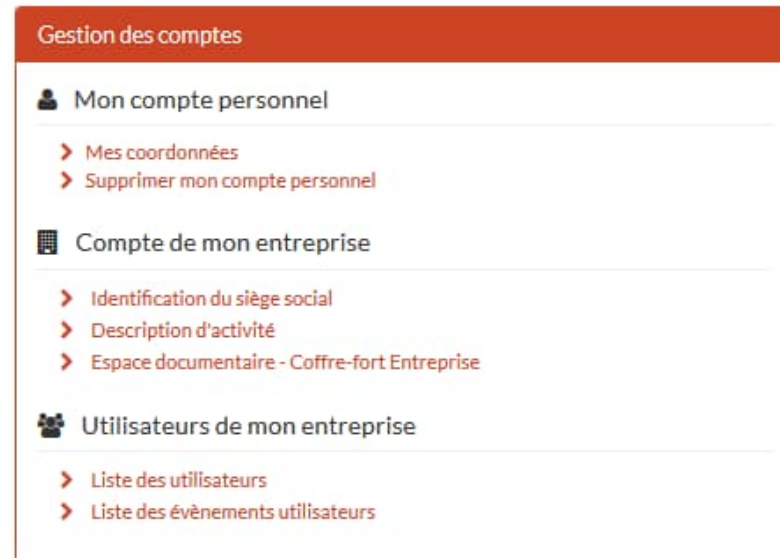 Gestion des comptes
Mon compte personnel
Mes coordonnées
Supprimer mon compte personnel
Compte de mon entreprise
Identification du siège social
Description d'activité
Espace documentaire - Coffre-fort Entreprise
Utilisateurs de mon entreprise
Liste des utilisateurs
Liste des évènements utilisateurs